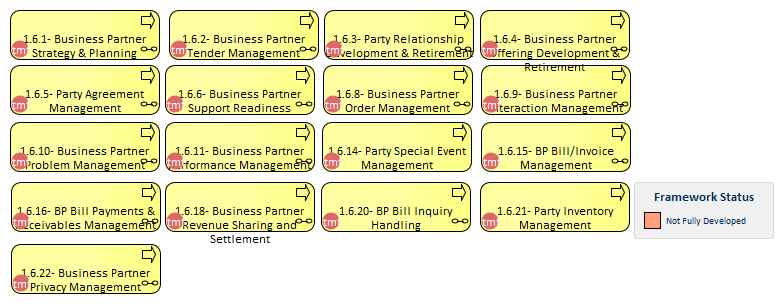 1.6.1- Business Partner
Strategy & Planning
tm
1.6.2- Business Partner
Tender Management
tm
1.6.3- Party Relationship
velopment & Retirement
tm
1.6.4- Business Partner
ffering Development &
Retirement
tm
1.6.5- Party Agreement
Management
tm
1.6.6- Business Partner
Support Readiness
tm
1.6.8- Business Partner
Order Management
tm
1.6.9- Business Partner
teraction Management
tm
1.6.10- Business Partner
Problem Management
tm
1.6.11- Business Partner
rformance Management
tm
1.6.14- Party Special Event
Management
tm
1.6.15- BP Bill/Invoice
Management
tm
1.6.16- BP Bill Payments &
ceivables Management
tm
1.6.18- Business Partner
Revenue Sharing and
Settlement
tm
1.6.20- BP Bill Inquiry
Handling
tm
1.6.21- Party Inventory
Management
tm
Framework Status
Not Fully Developed
1.6.22- Business Partner
Privacy Management
tm